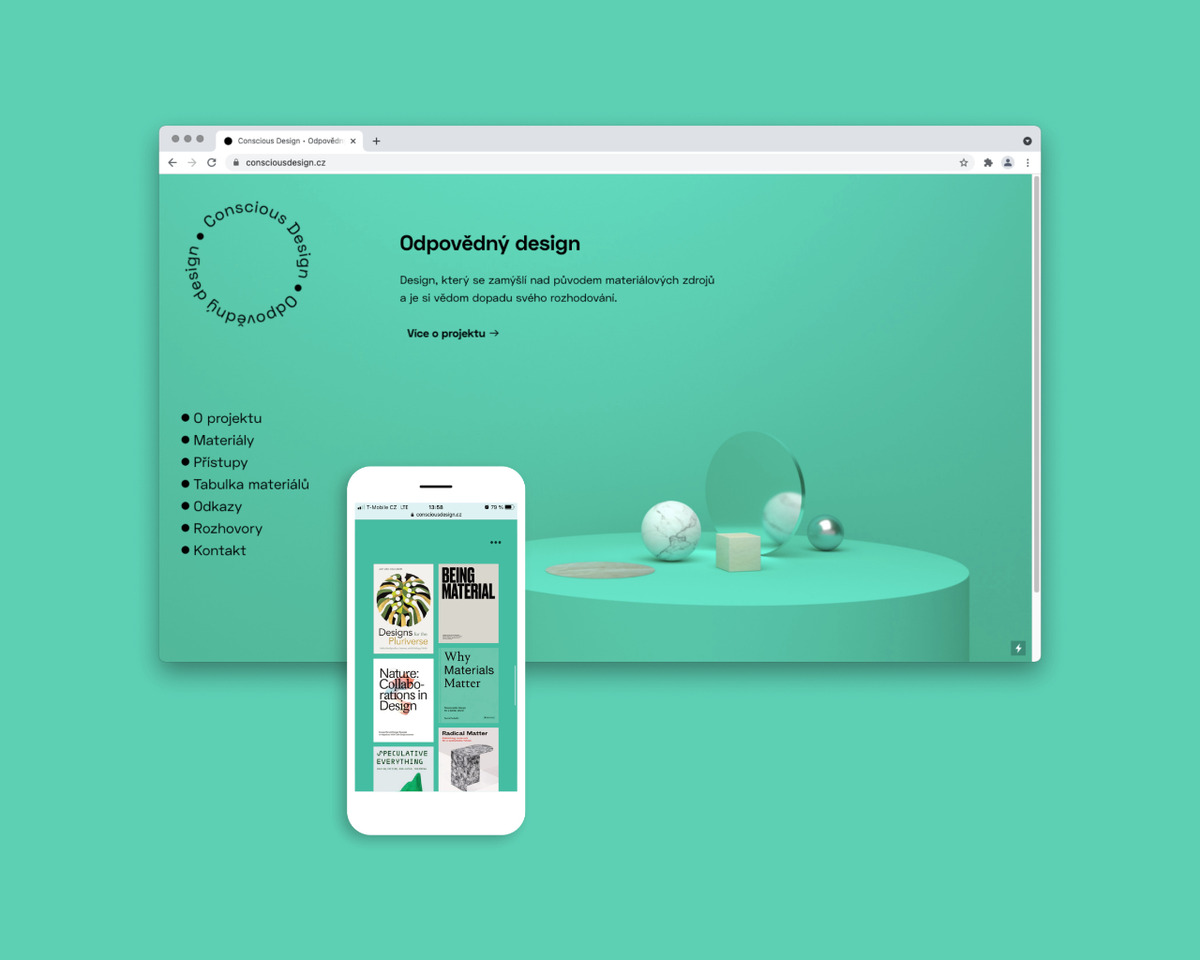 Conscious Design • Odpovědn
consciousdesign.cz
Conscious Design • Odpovědný design •
Odpovědný design
Design, který se zamýšlí nad původem materiálových zdrojů
a je si vědom dopadu svého rozhodování.
Více o projektu →
O projektu
Materiály
Přístupy
Tabulka materiálů
Odkazy
Rozhovory
Kontakt
T-Mobile CZ LTE 13:58 79 %
consciousdesign.cz
Designs for the
Pluriverse
BEING
MATERIAL
Nature:
Collabo-
rations in
Design
Why
Materials
Matter
SPECULATIVE
EVERYTHING
Radical Matter